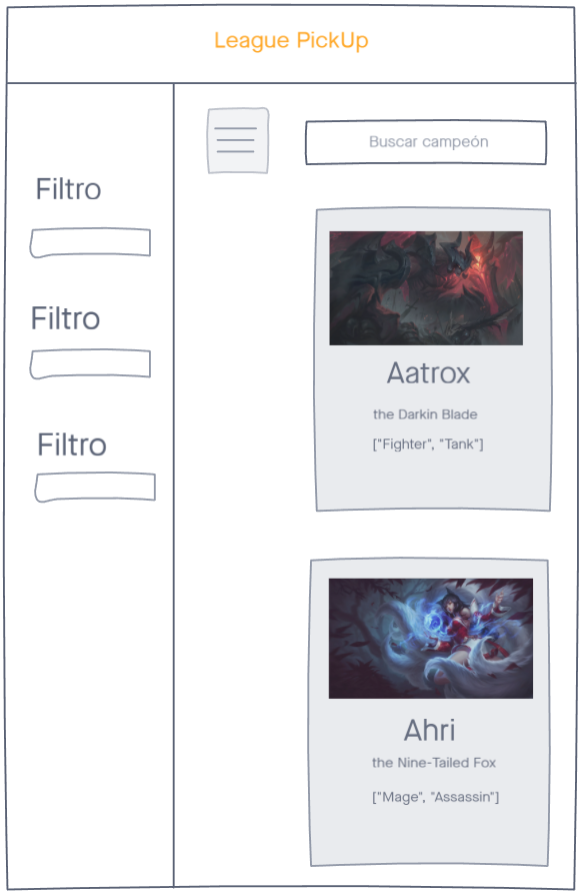 League PickUp
Buscar campeón
Filtro
Filtro
Filtro
Aatrox
the Darkin Blade
["Fighter", "Tank"]
Ahri
the Nine-Tailed Fox
["Mage", "Assassin"]